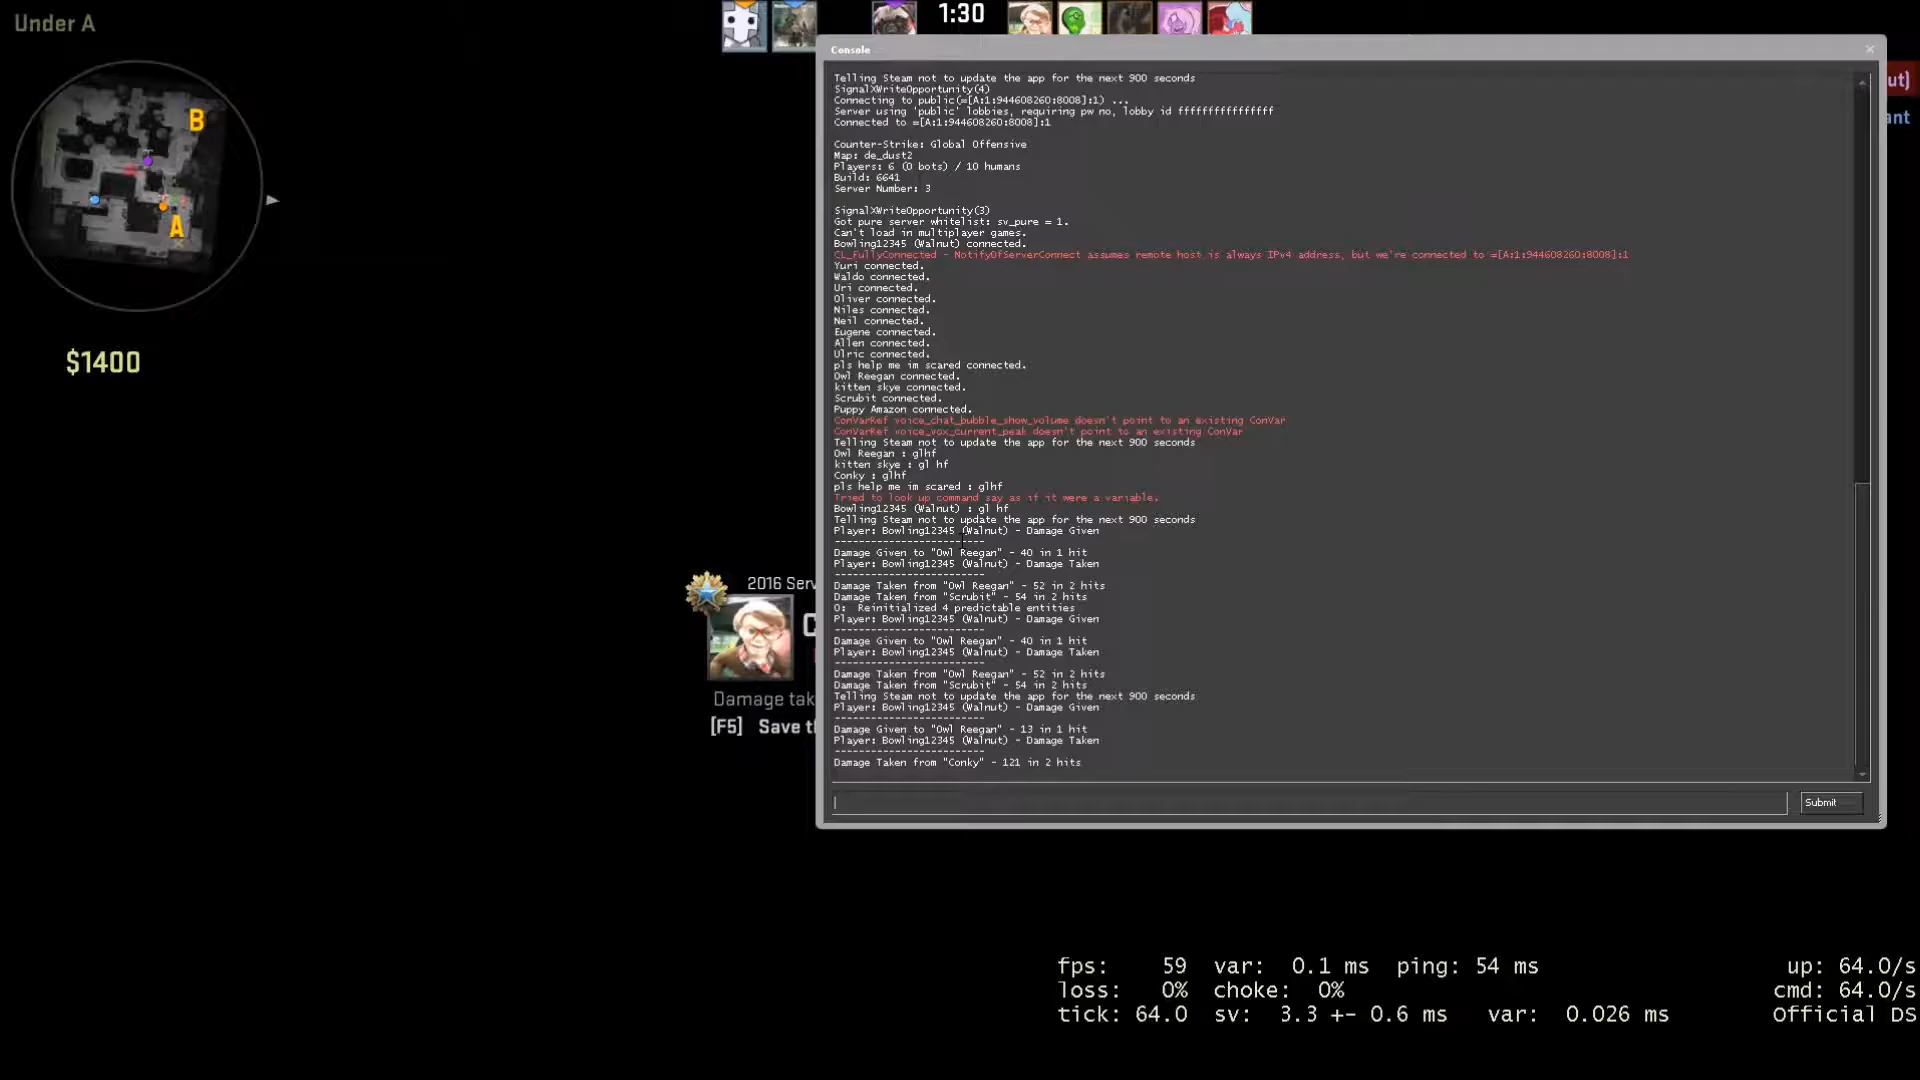 Under A
B
A
$1400
1:30
Console
Telling Steam not to update the app for the next 900 seconds
SignalXWriteOpportunity(4)
Connecting to public(=[A:1:944608260:8008]:1) ...
Server using 'public' lobbies, requiring pw no, lobby id ffffffffffffffff
Connected to =[A:1:944608260:8008]:1
Counter-Strike: Global Offensive
Map: de_dust2
Players: 6 (0 bots) / 10 humans
Build: 6641
Server Number: 3
SignalXWriteOpportunity(3)
Got pure server whitelist: sv_pure = 1.
Can't load in multiplayer games.
Bowling12345 (Walnut) connected.
CL_FullyConnected - NotifyOfServerConnect assumes remote host is always IPv4 address, but we're connected to =[A:1:944608260:8008]:1
Yuri connected.
Waldo connected.
Uri connected.
Oliver connected.
Niles connected.
Neil connected.
Eugene connected.
Allen connected.
Ulric connected.
pls help me im scared connected.
Owl Reegan connected.
kitten skye connected.
Scrubit connected.
Puppy Amazon connected.
ConVarRef voice_chat_bubble_show_volume doesn't point to an existing ConVar
ConVarRef voice_vox_current_peak doesn't point to an existing ConVar
Telling Steam not to update the app for the next 900 seconds
Owl Reegan : glhf
kitten skye : gl hf
Conky : glhf
pls help me im scared : glhf
Tried to look up command say as if it were a variable.
Bowling12345 (Walnut) : gl hf
Telling Steam not to update the app for the next 900 seconds
Player: Bowling12345 (Walnut) - Damage Given
-------------------------
Damage Given to "Owl Reegan" - 40 in 1 hit
Player: Bowling12345 (Walnut) - Damage Taken
-------------------------
Damage Taken from "Owl Reegan" - 52 in 2 hits
Damage Taken from "Scrubit" - 54 in 2 hits
0:  Reinitialized 4 predictable entities
Player: Bowling12345 (Walnut) - Damage Given
-------------------------
Damage Given to "Owl Reegan" - 40 in 1 hit
Player: Bowling12345 (Walnut) - Damage Taken
-------------------------
Damage Taken from "Owl Reegan" - 52 in 2 hits
Damage Taken from "Scrubit" - 54 in 2 hits
Telling Steam not to update the app for the next 900 seconds
Player: Bowling12345 (Walnut) - Damage Given
-------------------------
Damage Given to "Owl Reegan" - 13 in 1 hit
Player: Bowling12345 (Walnut) - Damage Taken
-------------------------
Damage Taken from "Conky" - 121 in 2 hits
Submit
ut)
ant
2016 Serv
C
Damage tak
[F5] Save t
fps: 59 var: 0.1 ms ping: 54 ms up: 64.0/s
loss: 0% choke: 0% cmd: 64.0/s
tick: 64.0 sv: 3.3 +- 0.6 ms var: 0.026 ms Official DS